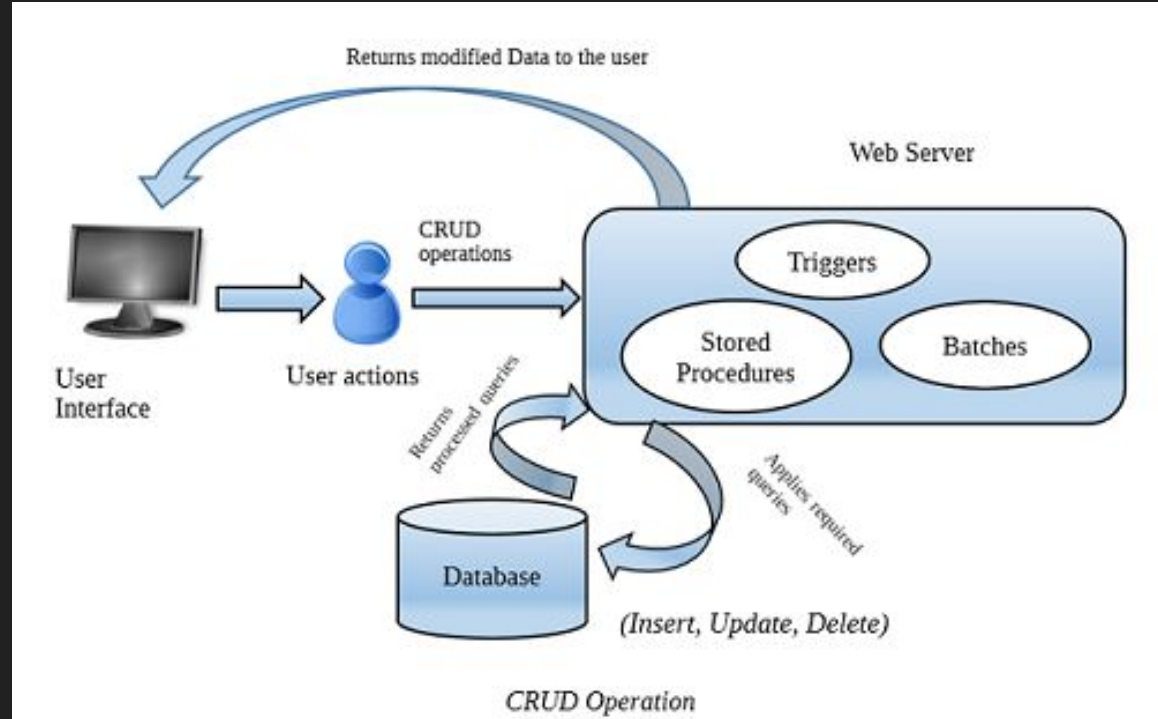 Returns modified Data to the user
Web Server
CRUD
operations
Triggers
Stored
Procedures
Batches
User
Interface
User actions
Returns
processed queries
Applies required
queries
Database
(Insert, Update, Delete)
CRUD Operation